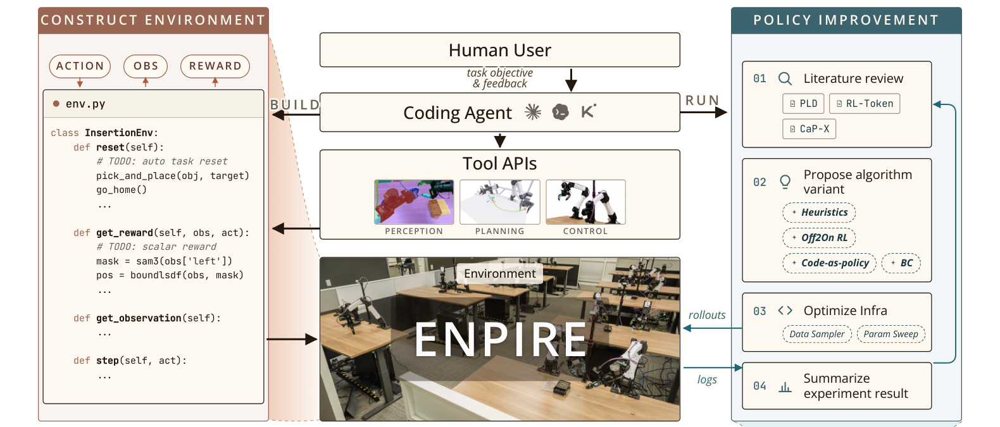 CONSTRUCT ENVIRONMENT
ACTION
OBS
REWARD
env.py
class InsertionEnv:
def reset(self):
# TODO: auto task reset
pick_and_place(obj, target)
go_home()
...
def get_reward(self, obs, act):
# TODO: scalar reward
mask = sam3(obs['left'])
pos = boundlsdf(obs, mask)
...
def get_observation(self):
...
def step(self, act):
...
BUILD
Human User
task objective
& feedback
Coding Agent
RUN
Tool APIs
PERCEPTION
PLANNING
CONTROL
Environment
ENPIRE
rollouts
logs
POLICY IMPROVEMENT
01 Literature review
PLD
RL-Token
CaP-X
02 Propose algorithm
variant
Heuristics
Off2On RL
Code-as-policy
BC
03 Optimize Infra
Data Sampler
Param Sweep
04 Summarize
experiment result